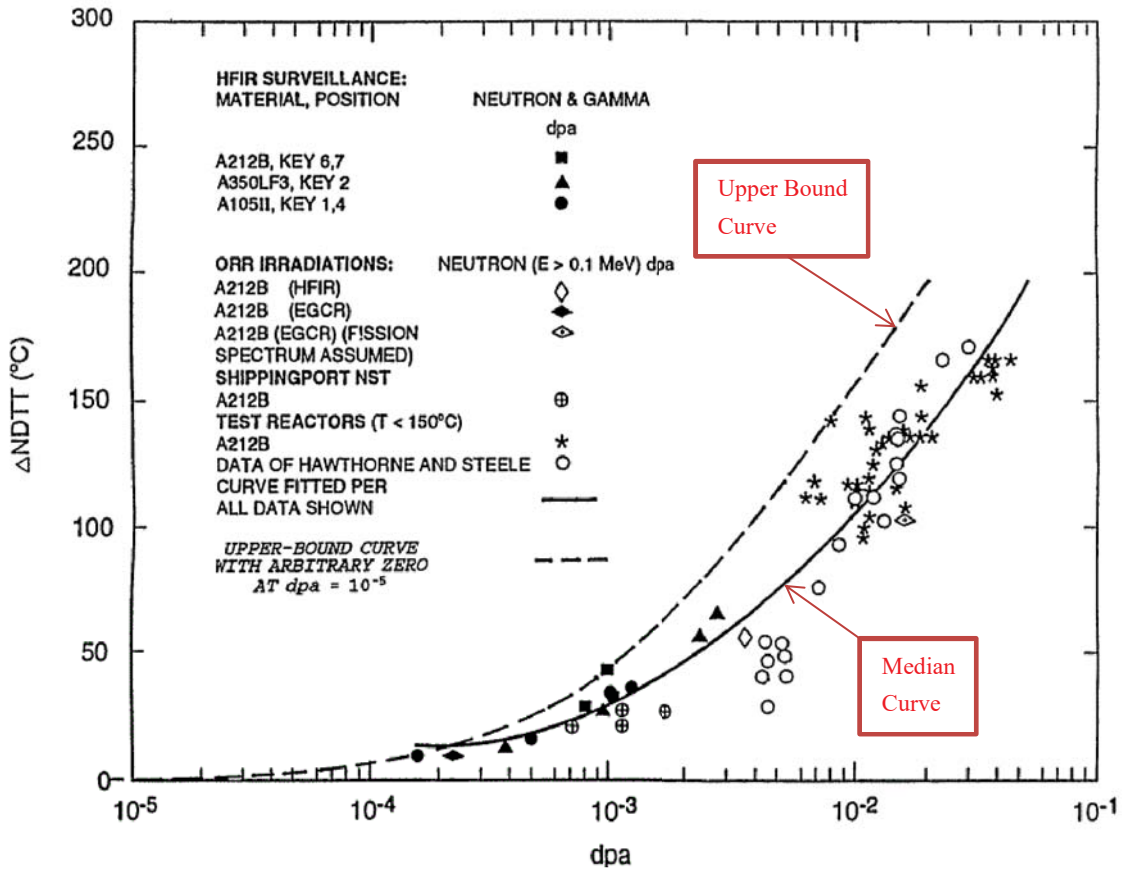 300
250
200
150
100
50
0
ΔNDTT (°C)
HFIR SURVEILLANCE:
MATERIAL, POSITION NEUTRON & GAMMA
dpa
A212B, KEY 6,7
A350LF3, KEY 2
A105II, KEY 1,4
ORR IRRADIATIONS: NEUTRON (E > 0.1 MeV) dpa
A212B (HFIR)
A212B (EGCR)
A212B (EGCR) (FISSION
SPECTRUM ASSUMED)
SHIPPINGPORT NST
A212B
TEST REACTORS (T < 150°C)
A212B
DATA OF HAWTHORNE AND STEELE
CURVE FITTED PER
ALL DATA SHOWN
UPPER-BOUND CURVE
WITH ARBITRARY ZERO
AT dpa = 10⁻⁵
Upper Bound
Curve
Median
Curve
10⁻⁵ 10⁻⁴ 10⁻³ 10⁻² 10⁻¹
dpa